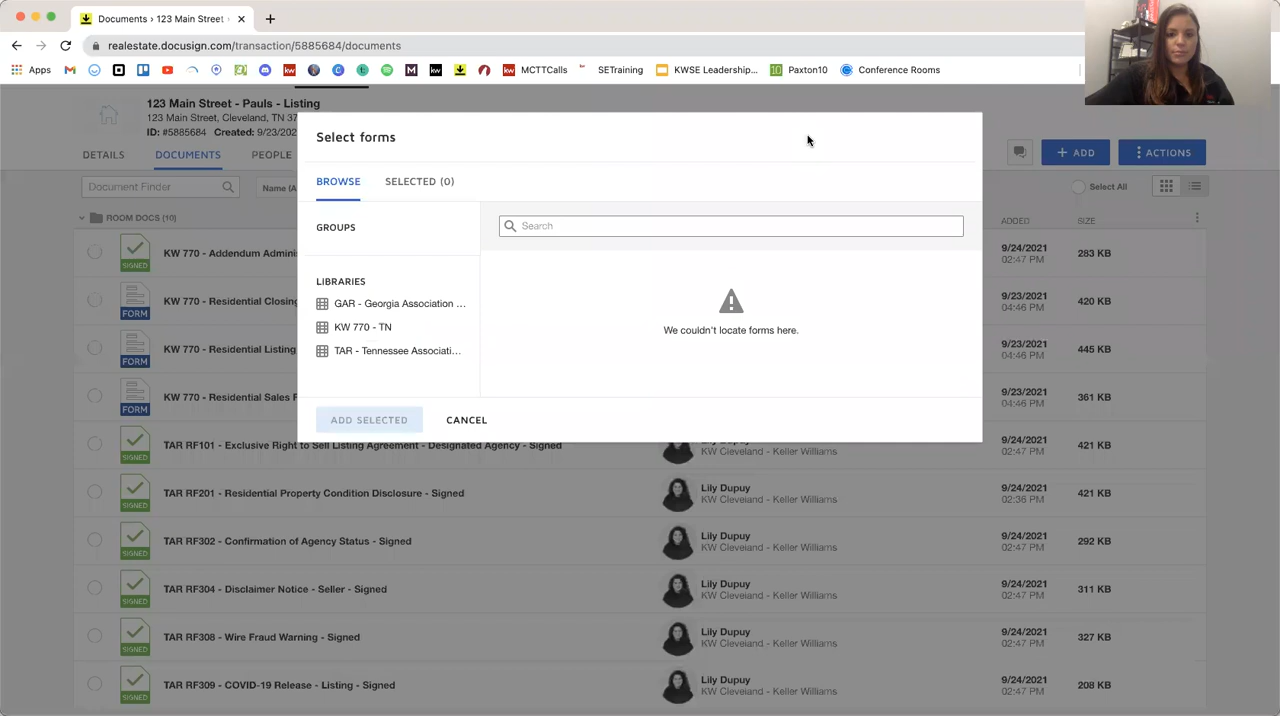 Documents › 123 Main Street
realestate.docusign.com/transaction/5885684/documents
Apps
MCTTCalls
SETraining
KWSE Leadership...
Paxton10
Conference Rooms
123 Main Street - Pauls - Listing
123 Main Street, Cleveland, TN 37
ID: #5885684 Created: 9/23/202
DETAILS
DOCUMENTS
PEOPLE
+ ADD
ACTIONS
Document Finder
Name (A
Select All
ROOM DOCS (10)
ADDED
SIZE
Select forms
BROWSE
SELECTED (0)
GROUPS
Search
LIBRARIES
GAR - Georgia Association ...
KW 770 - TN
TAR - Tennessee Associati...
We couldn't locate forms here.
ADD SELECTED
CANCEL
SIGNED
KW 770 - Addendum Admini
9/24/2021
02:47 PM
283 KB
FORM
KW 770 - Residential Closing
9/23/2021
04:46 PM
420 KB
FORM
KW 770 - Residential Listing
9/23/2021
04:46 PM
445 KB
FORM
KW 770 - Residential Sales F
9/23/2021
04:46 PM
361 KB
SIGNED
TAR RF101 - Exclusive Right to Sell Listing Agreement - Designated Agency - Signed
KW Cleveland - Keller Williams
9/24/2021
02:47 PM
421 KB
SIGNED
TAR RF201 - Residential Property Condition Disclosure - Signed
Lily Dupuy
KW Cleveland - Keller Williams
9/24/2021
02:36 PM
421 KB
SIGNED
TAR RF302 - Confirmation of Agency Status - Signed
Lily Dupuy
KW Cleveland - Keller Williams
9/24/2021
02:47 PM
292 KB
SIGNED
TAR RF304 - Disclaimer Notice - Seller - Signed
Lily Dupuy
KW Cleveland - Keller Williams
9/24/2021
02:47 PM
311 KB
SIGNED
TAR RF308 - Wire Fraud Warning - Signed
Lily Dupuy
KW Cleveland - Keller Williams
9/24/2021
02:47 PM
327 KB
SIGNED
TAR RF309 - COVID-19 Release - Listing - Signed
Lily Dupuy
KW Cleveland - Keller Williams
9/24/2021
02:47 PM
208 KB